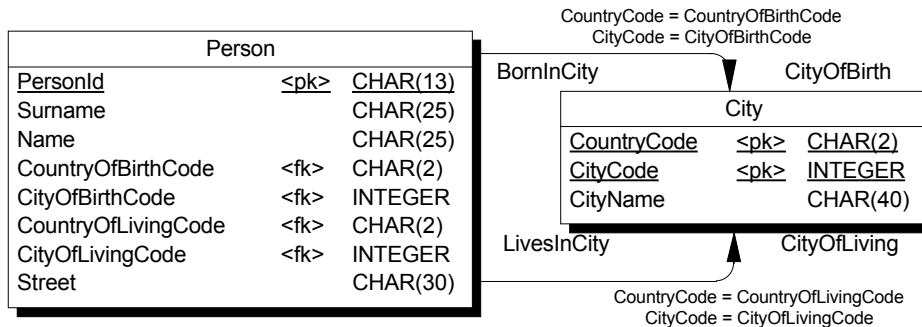 CountryCode = CountryOfBirthCode
CityCode = CityOfBirthCode
Person
PersonId <pk> CHAR(13)
Surname CHAR(25)
Name CHAR(25)
CountryOfBirthCode <fk> CHAR(2)
CityOfBirthCode <fk> INTEGER
CountryOfLivingCode <fk> CHAR(2)
CityOfLivingCode <fk> INTEGER
Street CHAR(30)
BornInCity CityOfBirth
City
CountryCode <pk> CHAR(2)
CityCode <pk> INTEGER
CityName CHAR(40)
LivesInCity CityOfLiving
CountryCode = CountryOfLivingCode
CityCode = CityOfLivingCode